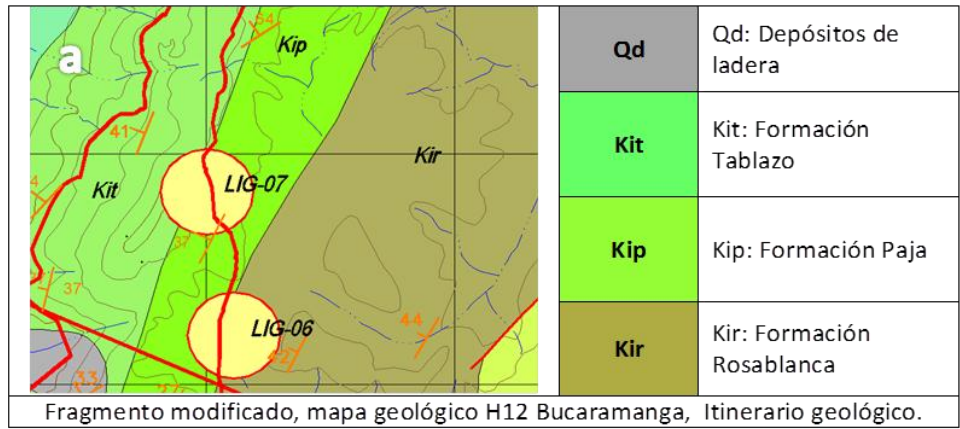 a
54
Kip
41
Kir
Kit
LIG-07
37
37
LIG-06
44
42
33
Qd
Qd: Depósitos de
ladera
Kit
Kit: Formación
Tablazo
Kip
Kip: Formación Paja
Kir
Kir: Formación
Rosablanca
Fragmento modificado, mapa geológico H12 Bucaramanga, Itinerario geológico.